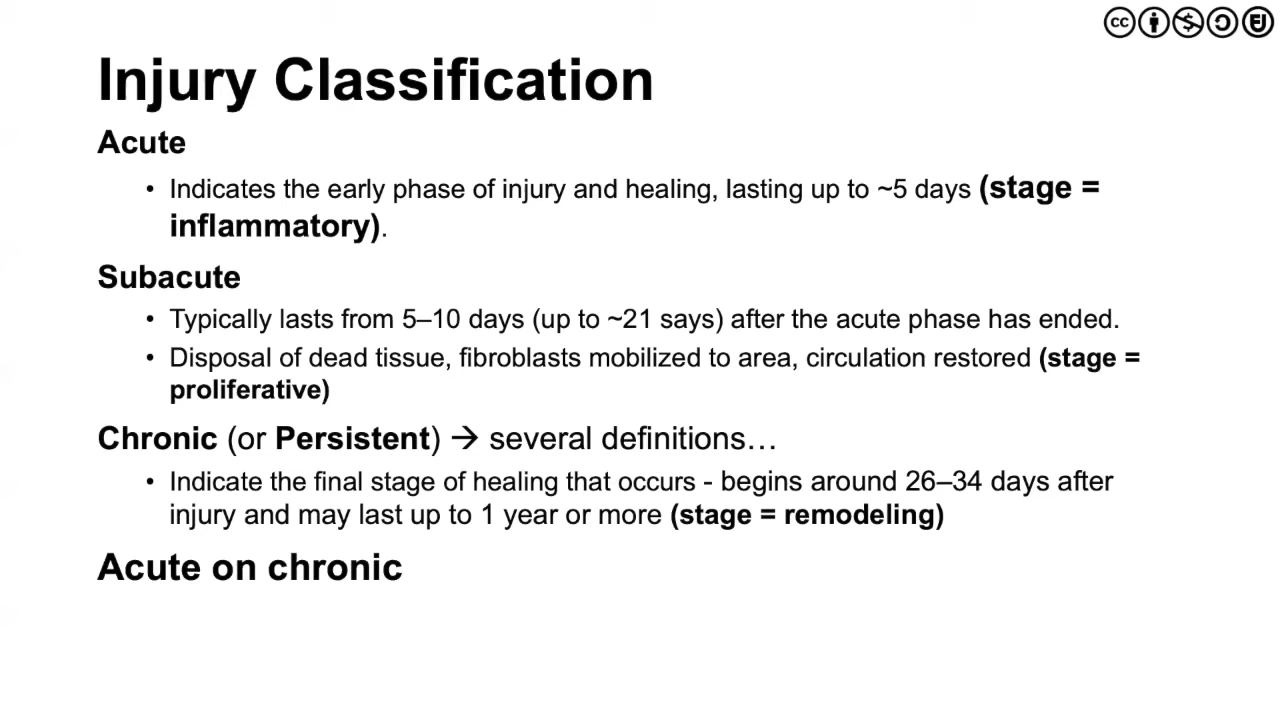 Injury Classification
Acute
• Indicates the early phase of injury and healing, lasting up to ~5 days (stage =
inflammatory).
Subacute
• Typically lasts from 5–10 days (up to ~21 says) after the acute phase has ended.
• Disposal of dead tissue, fibroblasts mobilized to area, circulation restored (stage =
proliferative)
Chronic (or Persistent) → several definitions…
• Indicate the final stage of healing that occurs - begins around 26–34 days after
injury and may last up to 1 year or more (stage = remodeling)
Acute on chronic